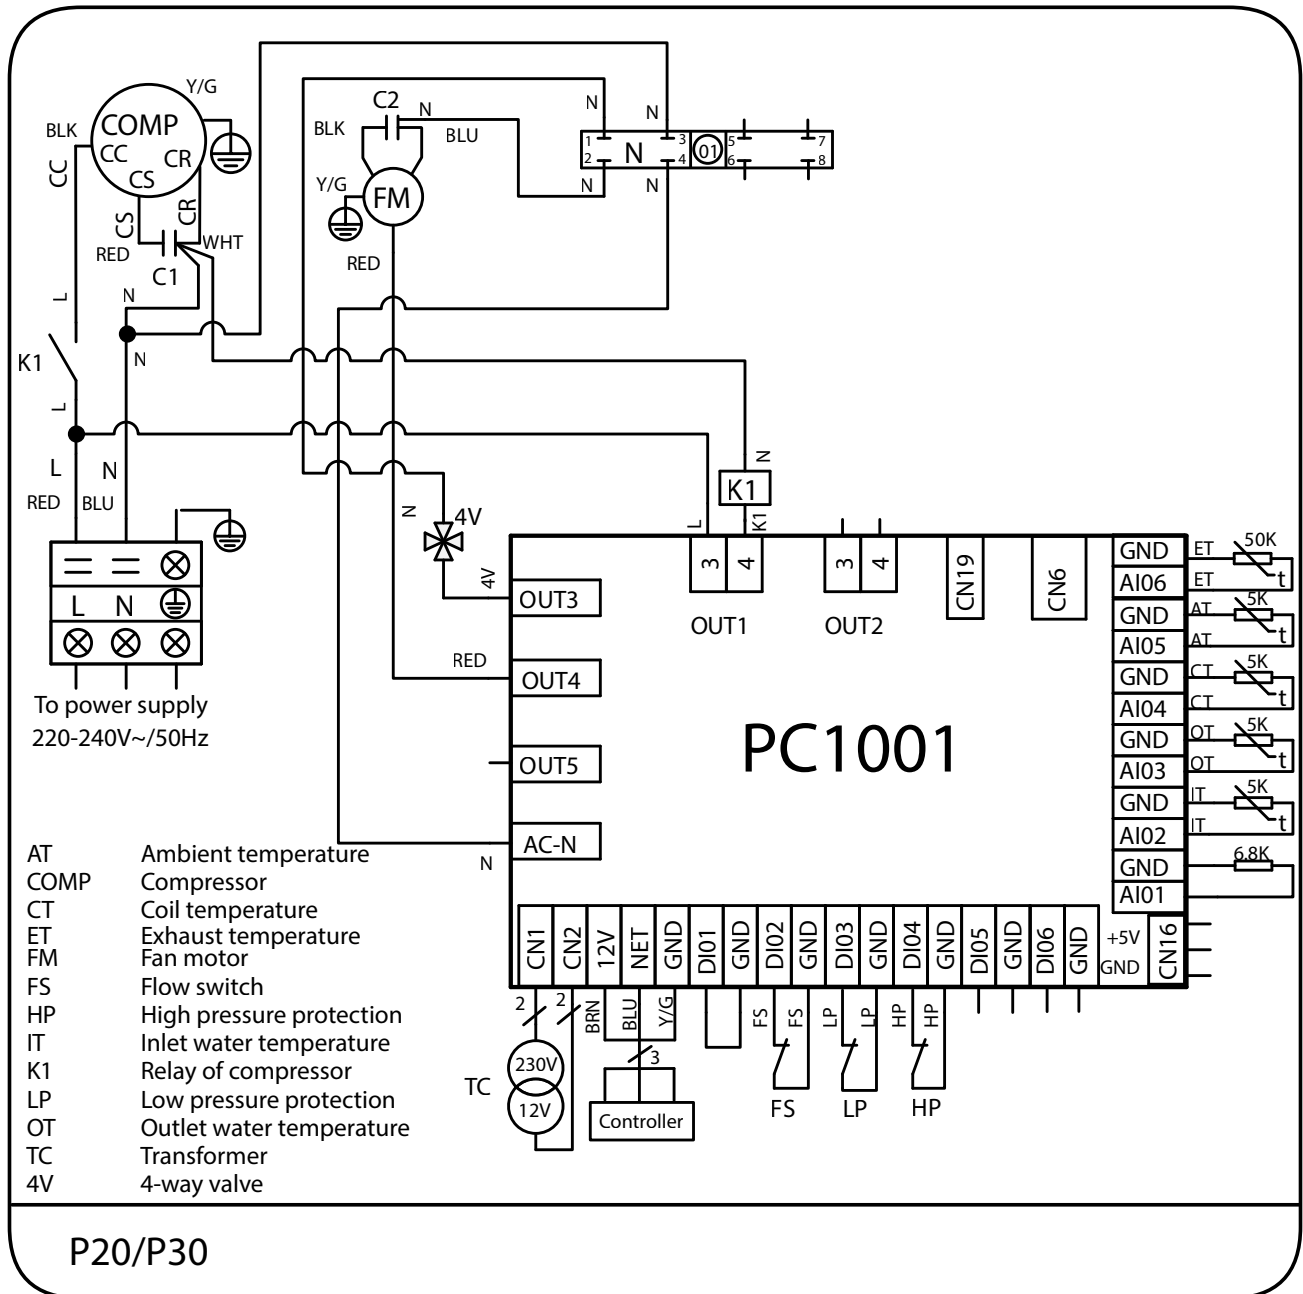 Y/G
C2
N
N
N
BLK
COMP
BLK
BLU
1
3
5
7
CC
CR
N
01
2
4
6
8
CS
CC
Y/G
FM
N
N
CS
CR
RED
WHT
RED
C1
L
N
K1
N
L
L
N
N
K1
RED
BLU
N
4V
L
K1
4V
3
4
3
4
CN19
CN6
OUT1
OUT2
OUT3
RED
OUT4
OUT5
AC-N
N
PC1001
L
N
To power supply
220-240V~/50Hz
GND
ET
50K
AI06
ET
t
GND
AT
5K
AI05
AT
t
GND
CT
5K
AI04
CT
t
GND
OT
5K
AI03
OT
t
GND
IT
5K
AI02
IT
t
GND
6.8K
AI01
CN1
CN2
12V
NET
GND
DI01
GND
DI02
GND
DI03
GND
DI04
GND
DI05
GND
DI06
GND
+5V
GND
CN16
2
2
BRN
BLU
Y/G
FS
FS
LP
LP
HP
HP
3
TC
230V
12V
Controller
FS
LP
HP
AT Ambient temperature
COMP Compressor
CT Coil temperature
ET Exhaust temperature
FM Fan motor
FS Flow switch
HP High pressure protection
IT Inlet water temperature
K1 Relay of compressor
LP Low pressure protection
OT Outlet water temperature
TC Transformer
4V 4-way valve
P20/P30